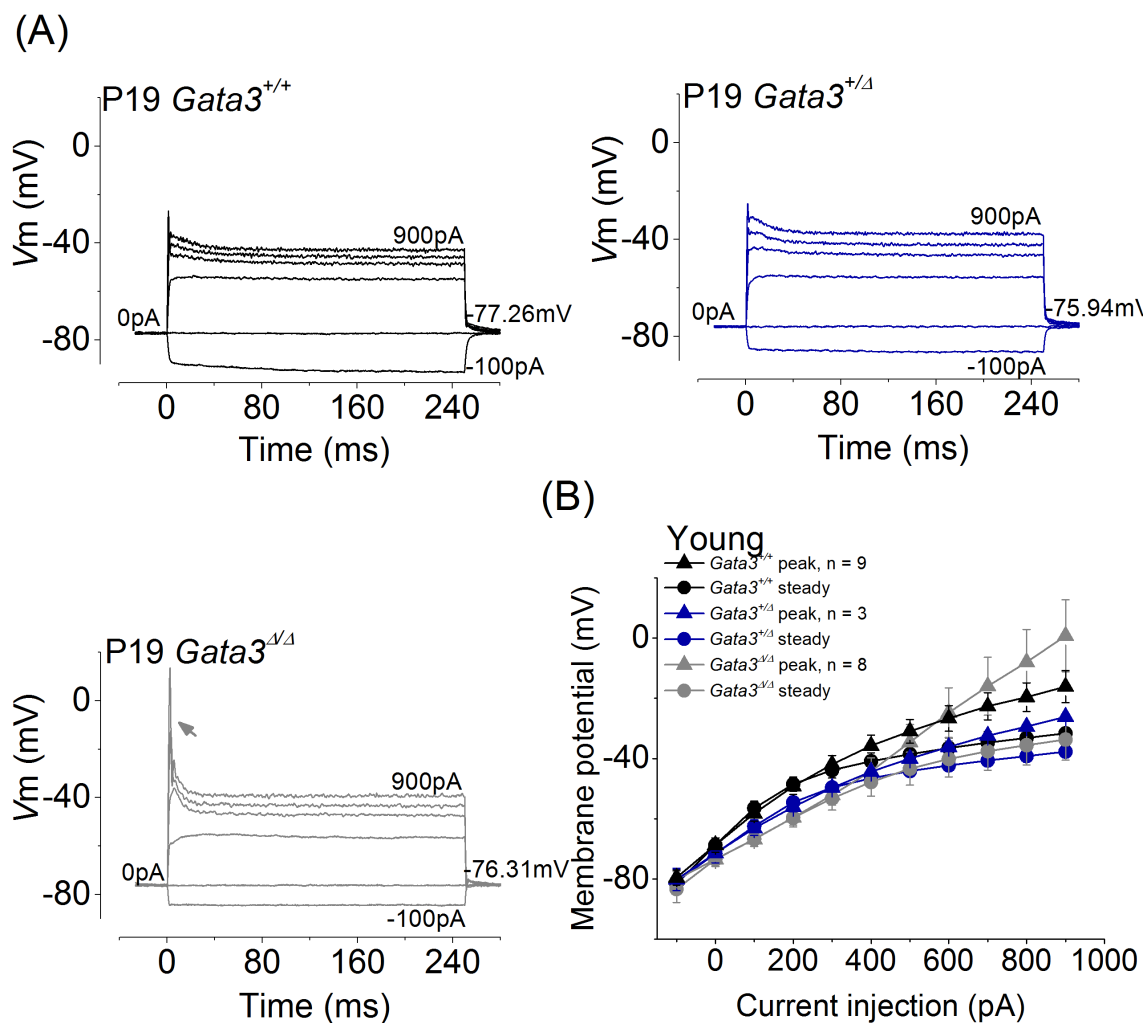 (A)
P19 Gata3+/+
Vm (mV)
0
-40
-80
900pA
0pA
-77.26mV
-100pA
0 80 160 240
Time (ms)
P19 Gata3+/Δ
Vm (mV)
0
-40
-80
900pA
0pA
-75.94mV
-100pA
0 80 160 240
Time (ms)
P19 Gata3Δ/Δ
Vm (mV)
0
-40
-80
900pA
0pA
-76.31mV
-100pA
0 80 160 240
Time (ms)
(B)
Young
Gata3+/+ peak, n = 9
Gata3+/+ steady
Gata3+/Δ peak, n = 3
Gata3+/Δ steady
Gata3Δ/Δ peak, n = 8
Gata3Δ/Δ steady
Membrane potential (mV)
0
-40
-80
0 200 400 600 800 1000
Current injection (pA)